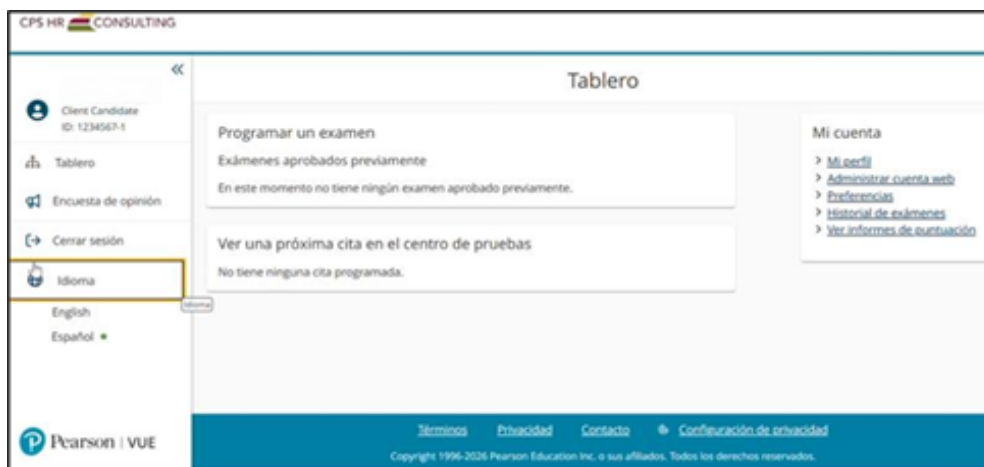 CPS HR CONSULTING
Client Candidate
ID: 1234567-1
Tablero
Encuesta de opinión
Cerrar sesión
Idioma
Idioma
English
Español
Pearson | VUE
Tablero
Programar un examen
Exámenes aprobados previamente
En este momento no tiene ningún examen aprobado previamente.
Ver una próxima cita en el centro de pruebas
No tiene ninguna cita programada.
Mi cuenta
Mi perfil
Administrar cuenta web
Preferencias
Historial de exámenes
Ver informes de puntuación
Términos Privacidad Contacto Configuración de privacidad
Copyright 1996-2026 Pearson Education Inc. o sus afiliados. Todos los derechos reservados.